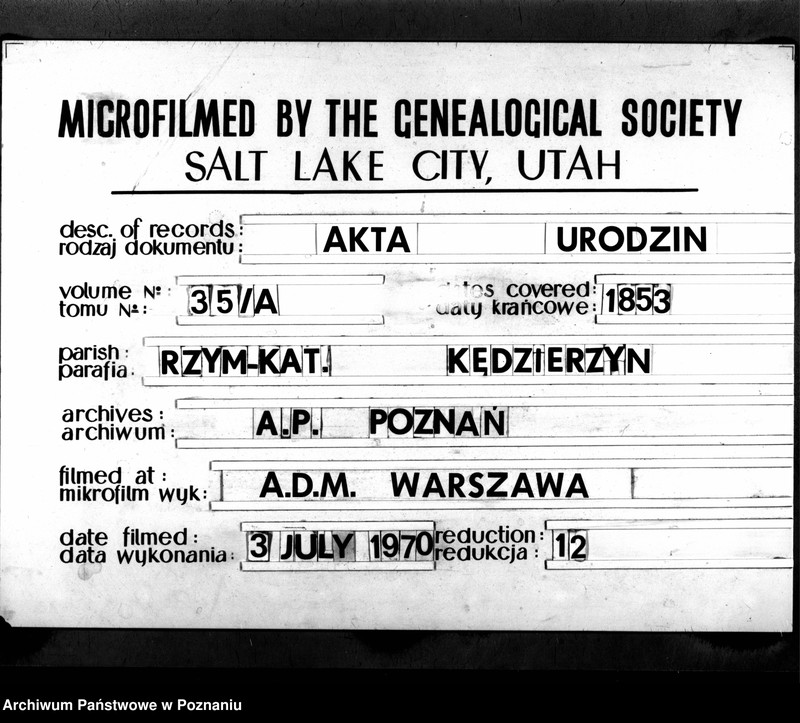 MICROFILMED BY THE GENEALOGICAL SOCIETY
SALT LAKE CITY, UTAH
desc. of records:
rodzaj dokumentu:
AKTA URODZIN
volume №:
tomu №:
35/A
dates covered:
daty krańcowe:
1853
parish:
parafia:
RZYM-KAT. KĘDZIERZYN
archives:
archiwum:
A.P. POZNAŃ
filmed at:
mikrofilm wyk:
A.D.M. WARSZAWA
date filmed:
data wykonania:
3 JULY 1970
reduction:
redukcja:
12
Archiwum Państwowe w Poznaniu